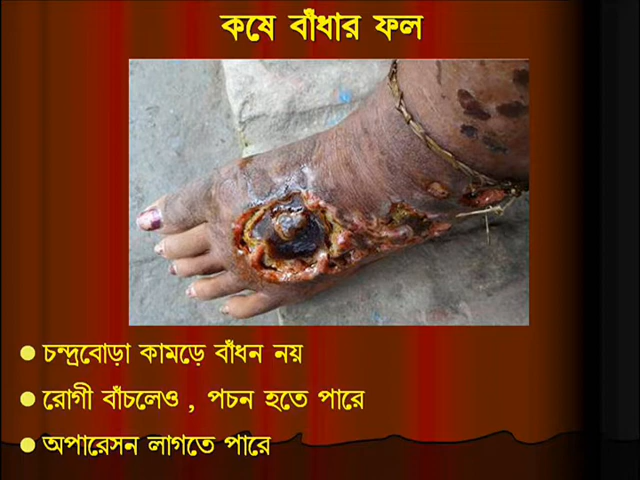 কষে বাঁধার ফল
চন্দ্রবোড়া কামড়ে বাঁধন নয়
রোগী বাঁচলেও , পচন হতে পারে
অপারেসন লাগতে পারে